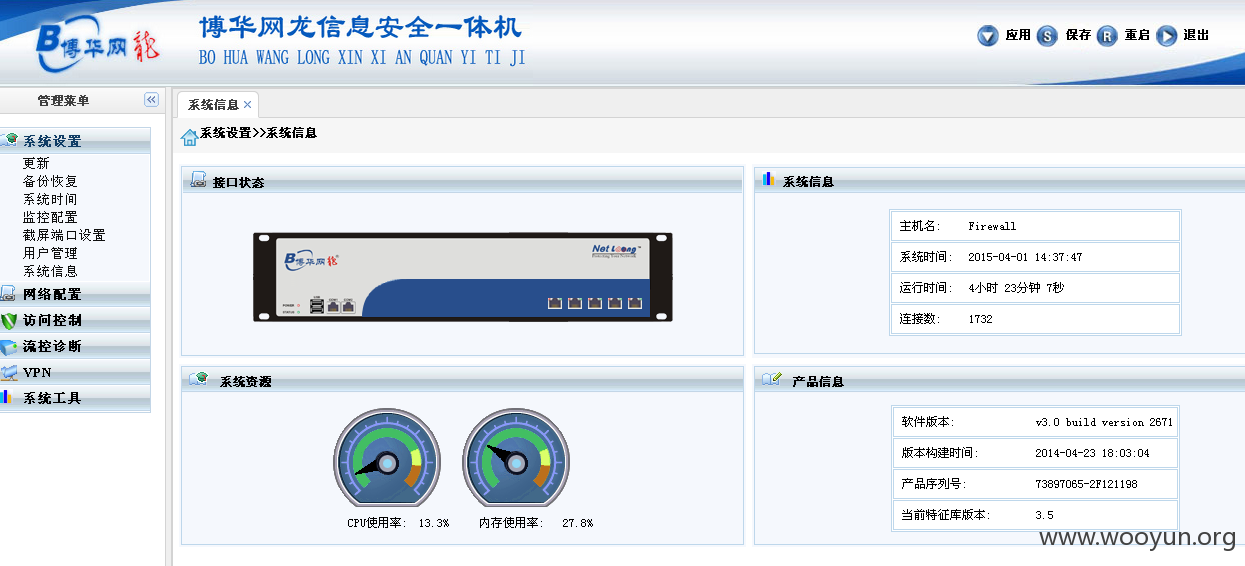 博华网龙
博华网龙信息安全一体机
BO HUA WANG LONG XIN XI AN QUAN YI TI JI
应用 保存 重启 退出
管理菜单
系统信息
系统设置>>系统信息
系统设置
更新
备份恢复
系统时间
监控配置
截屏端口设置
用户管理
系统信息
网络配置
访问控制
流控诊断
VPN
系统工具
接口状态
博华网龙
Net Loong
系统信息
主机名: Firewall
系统时间: 2015-04-01 14:37:47
运行时间: 4小时 23分钟 7秒
连接数: 1732
系统资源
CPU使用率: 13.3%
内存使用率: 27.8%
产品信息
软件版本: v3.0 build version 2671
版本构建时间: 2014-04-23 18:03:04
产品序列号: 73897065-2F121198
当前特征库版本: 3.5
www.wooyun.org